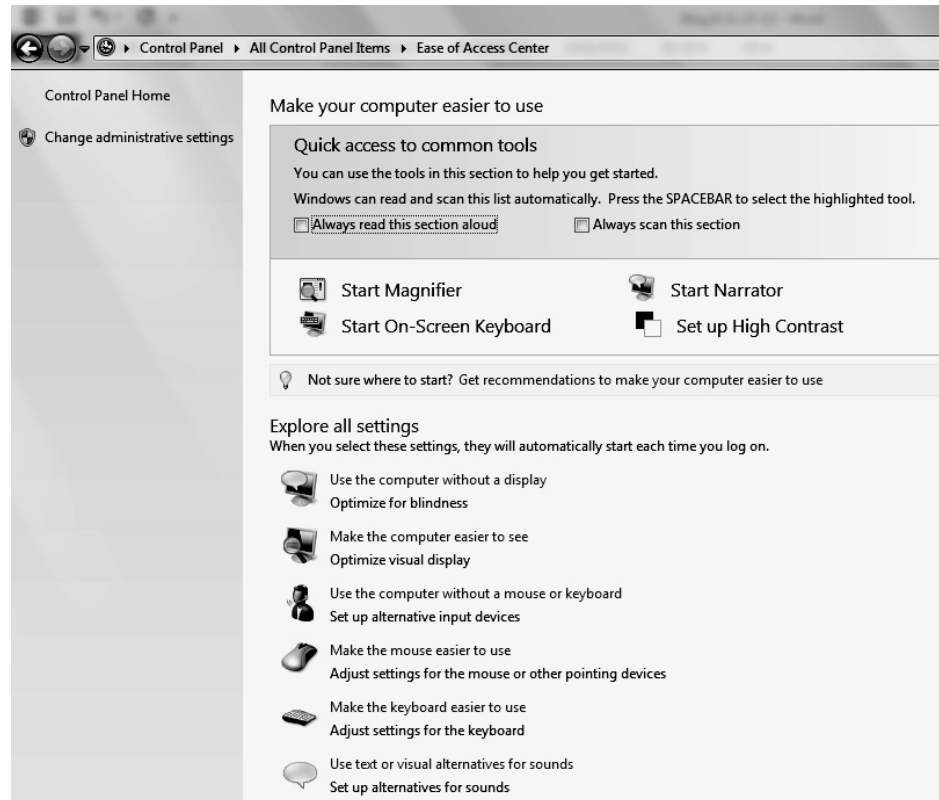 Control Panel ▸ All Control Panel Items ▸ Ease of Access Center
Control Panel Home
Change administrative settings
Make your computer easier to use
Quick access to common tools
You can use the tools in this section to help you get started.
Windows can read and scan this list automatically. Press the SPACEBAR to select the highlighted tool.
Always read this section aloud Always scan this section
Start Magnifier Start Narrator
Start On-Screen Keyboard Set up High Contrast
Not sure where to start? Get recommendations to make your computer easier to use
Explore all settings
When you select these settings, they will automatically start each time you log on.
Use the computer without a display
Optimize for blindness
Make the computer easier to see
Optimize visual display
Use the computer without a mouse or keyboard
Set up alternative input devices
Make the mouse easier to use
Adjust settings for the mouse or other pointing devices
Make the keyboard easier to use
Adjust settings for the keyboard
Use text or visual alternatives for sounds
Set up alternatives for sounds